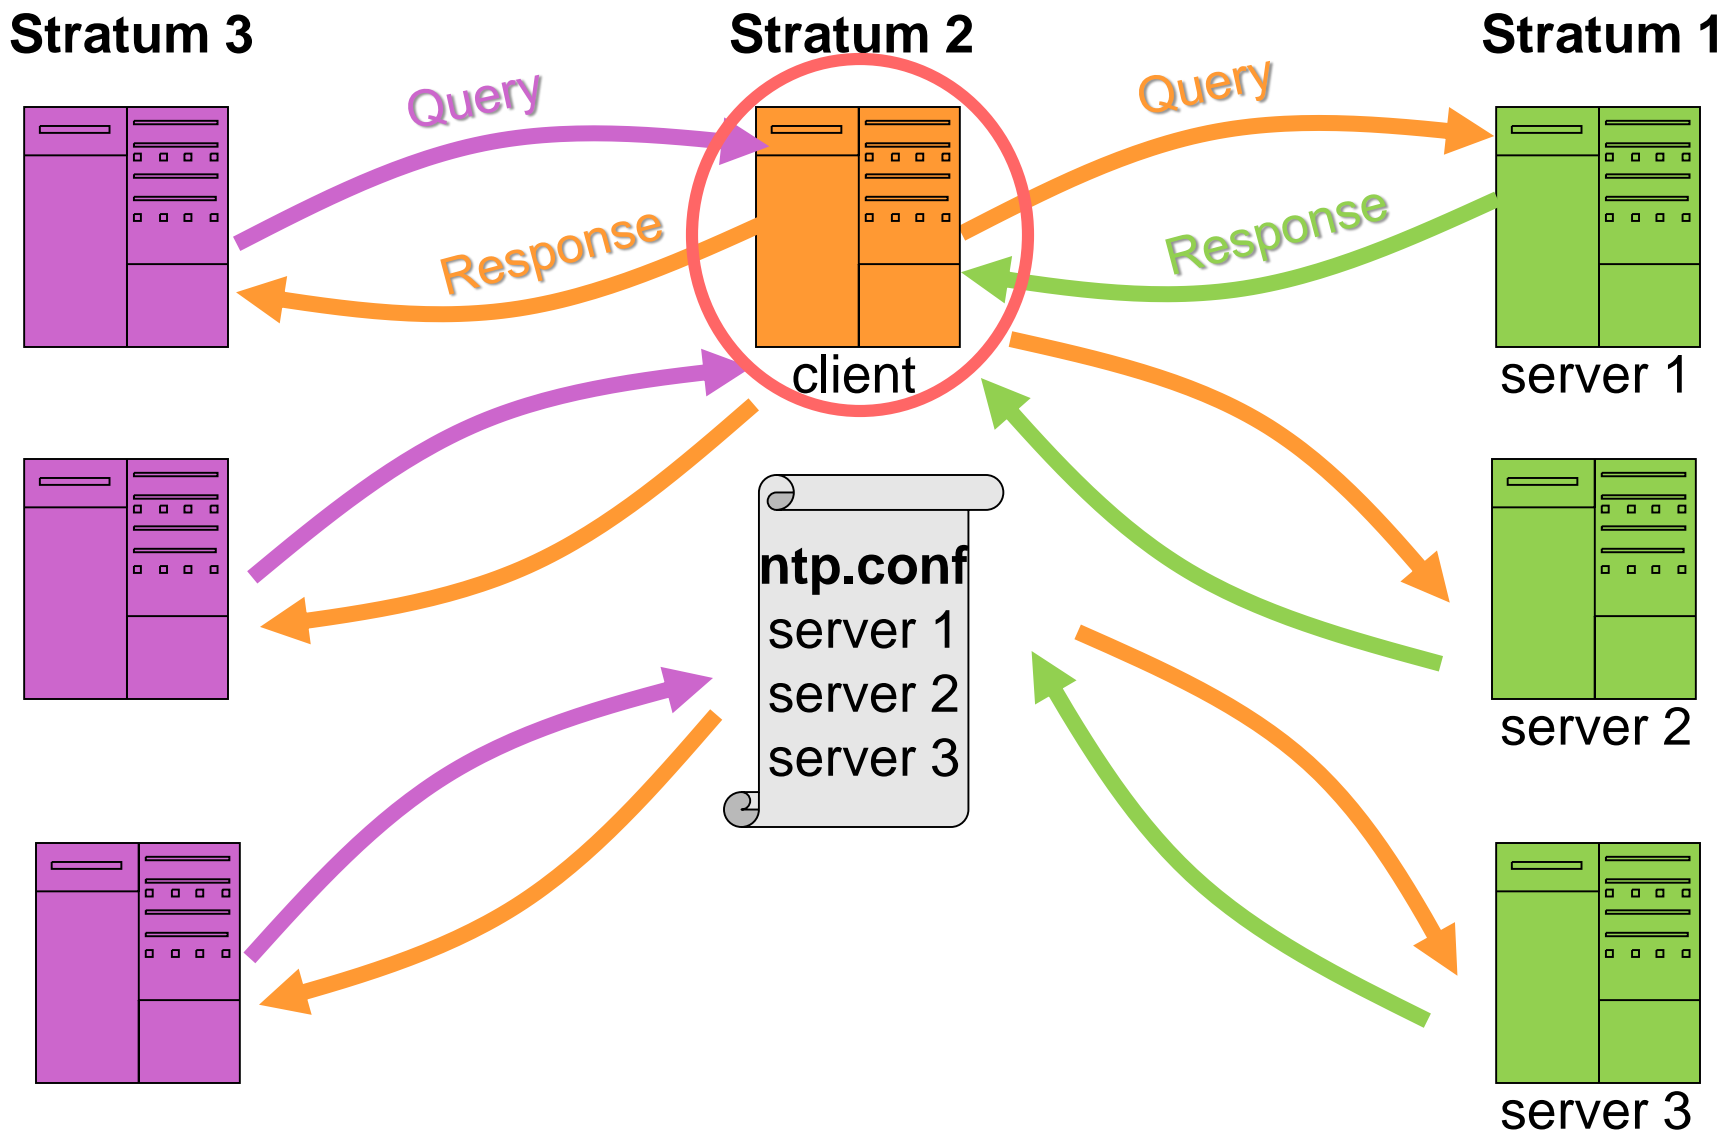 Stratum 3
Stratum 2
Stratum 1
Query
Query
Response
Response
client
server 1
ntp.conf
server 1
server 2
server 3
server 2
server 3